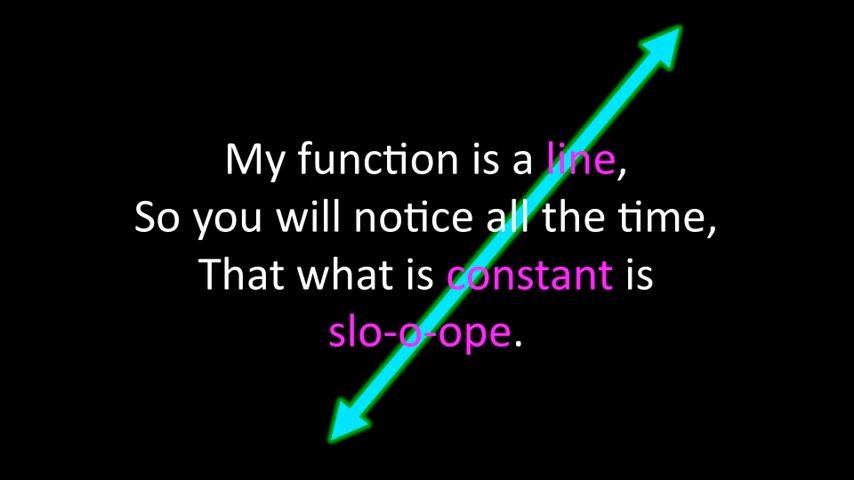 My function is a line,
So you will notice all the time,
That what is constant is
slo-o-ope.